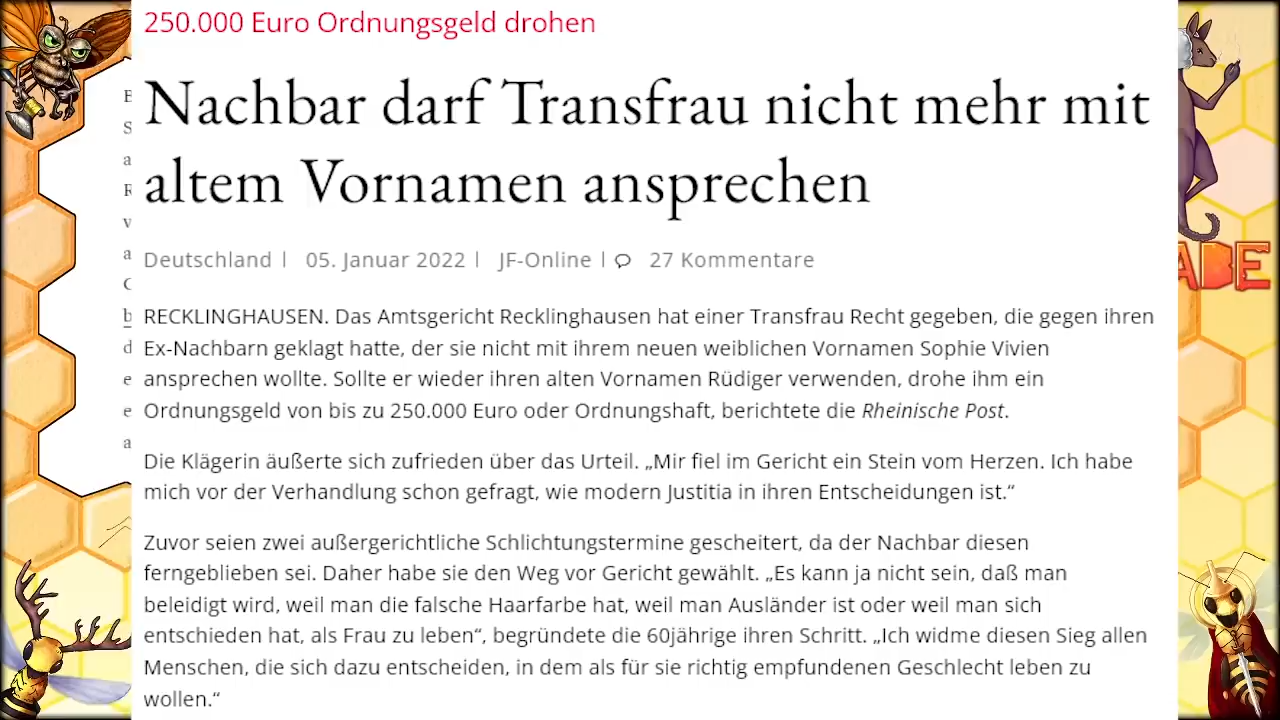 250.000 Euro Ordnungsgeld drohen
Nachbar darf Transfrau nicht mehr mit
altem Vornamen ansprechen
Deutschland | 05. Januar 2022 | JF-Online | 27 Kommentare
RECKLINGHAUSEN. Das Amtsgericht Recklinghausen hat einer Transfrau Recht gegeben, die gegen ihren
Ex-Nachbarn geklagt hatte, der sie nicht mit ihrem neuen weiblichen Vornamen Sophie Vivien
ansprechen wollte. Sollte er wieder ihren alten Vornamen Rüdiger verwenden, drohe ihm ein
Ordnungsgeld von bis zu 250.000 Euro oder Ordnungshaft, berichtete die Rheinische Post.
Die Klägerin äußerte sich zufrieden über das Urteil. „Mir fiel im Gericht ein Stein vom Herzen. Ich habe
mich vor der Verhandlung schon gefragt, wie modern Justitia in ihren Entscheidungen ist.“
Zuvor seien zwei außergerichtliche Schlichtungstermine gescheitert, da der Nachbar diesen
ferngeblieben sei. Daher habe sie den Weg vor Gericht gewählt. „Es kann ja nicht sein, daß man
beleidigt wird, weil man die falsche Haarfarbe hat, weil man Ausländer ist oder weil man sich
entschieden hat, als Frau zu leben“, begründete die 60jährige ihren Schritt. „Ich widme diesen Sieg allen
Menschen, die sich dazu entscheiden, in dem als für sie richtig empfundenen Geschlecht leben zu
wollen.“
ADE